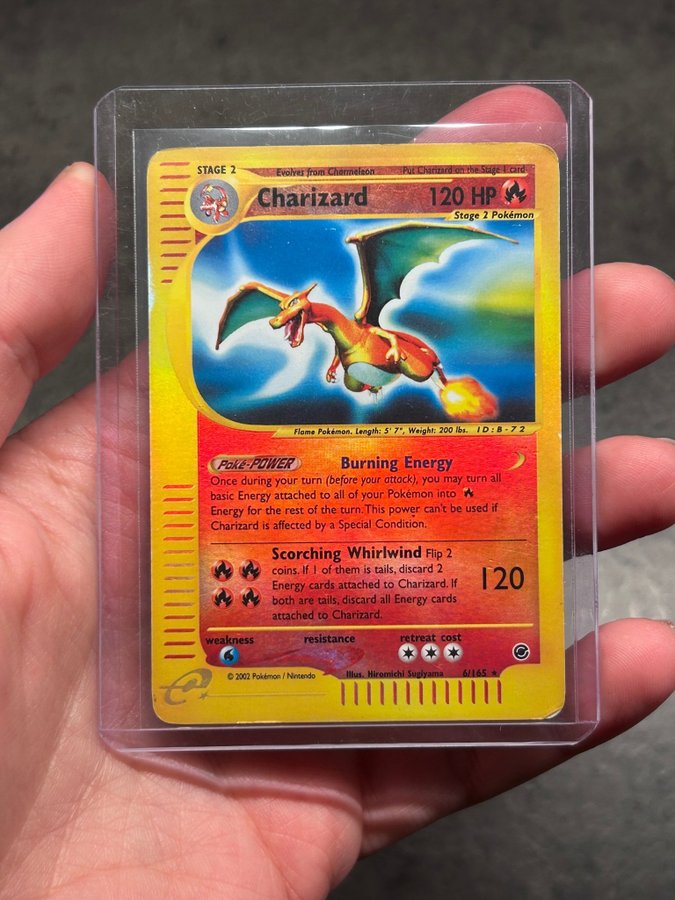 STAGE 2 Evolves from Charmeleon Put Charizard on the Stage 1 card
Charizard 120 HP
Stage 2 Pokémon
Flame Pokémon. Length: 5' 7", Weight: 200 lbs. ID:B-72
Poké-POWER Burning Energy
Once during your turn (before your attack), you may turn all
basic Energy attached to all of your Pokémon into
Energy for the rest of the turn. This power can't be used if
Charizard is affected by a Special Condition.
Scorching Whirlwind Flip 2
coins. If 1 of them is tails, discard 2
Energy cards attached to Charizard. If
both are tails, discard all Energy cards
attached to Charizard.
120
weakness resistance retreat cost
© 2002 Pokémon / Nintendo Illus. Hiromichi Sugiyama 6/165 ★
e